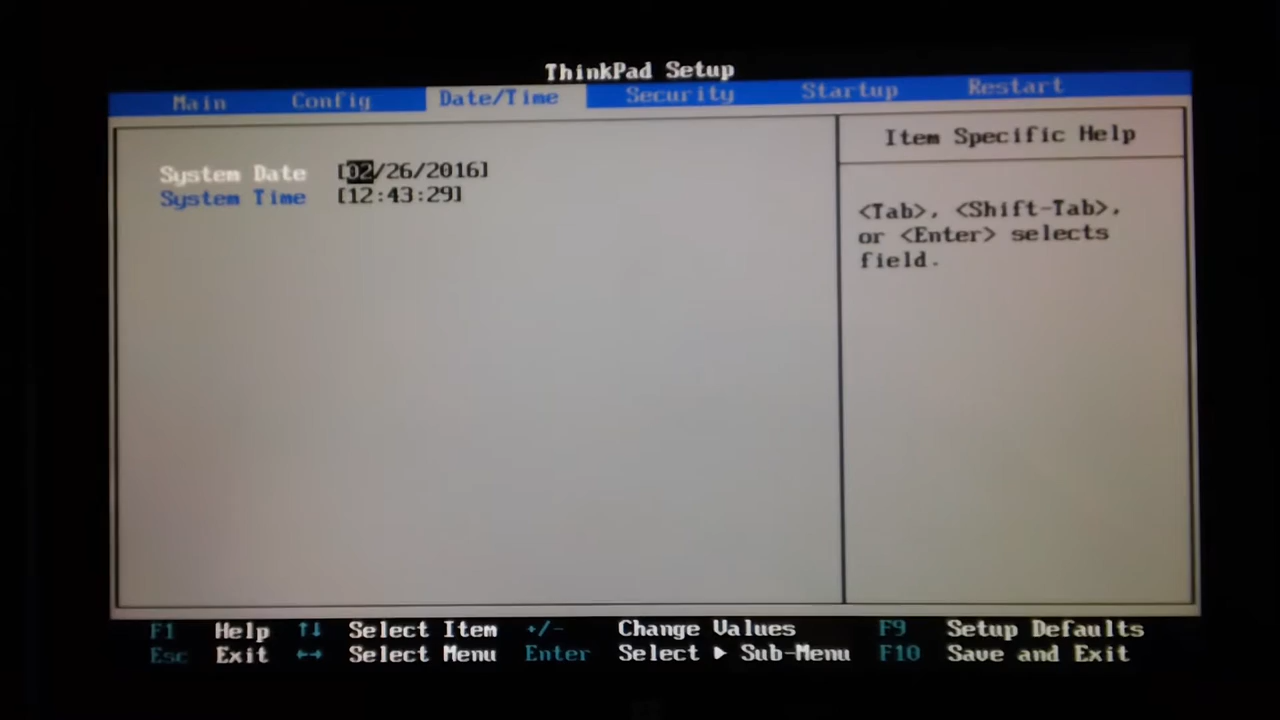 ThinkPad Setup
Main Config Date/Time Security Startup Restart
System Date [02/26/2016]
System Time [12:43:29]
Item Specific Help
<Tab>, <Shift-Tab>,
or <Enter> selects
field.
F1 Help ↑↓ Select Item +/- Change Values F9 Setup Defaults
Esc Exit ←→ Select Menu Enter Select ▶ Sub-Menu F10 Save and Exit